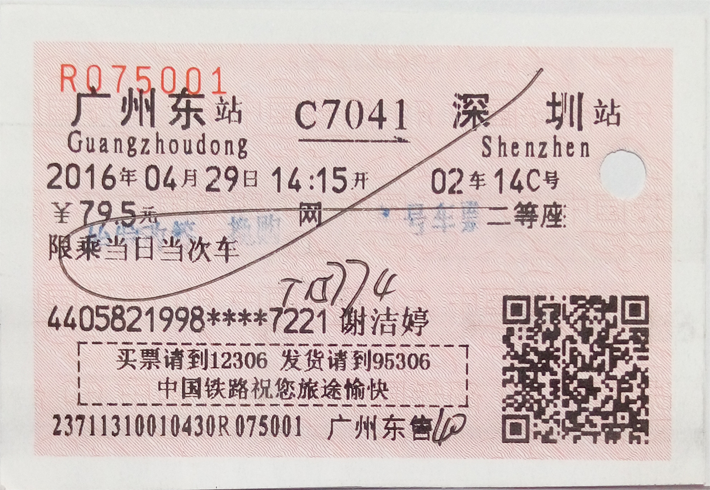 R075001
广州东站 C7041 深圳站
Guangzhoudong Shenzhen
2016年04月29日 14:15开 02车14C号
￥79.5元 网 二等座
号车票
限乘当日当次车
4405821998****7221 谢洁婷
买票请到12306 发货请到95306
中国铁路祝您旅途愉快
23711310010430R075001 广州东售